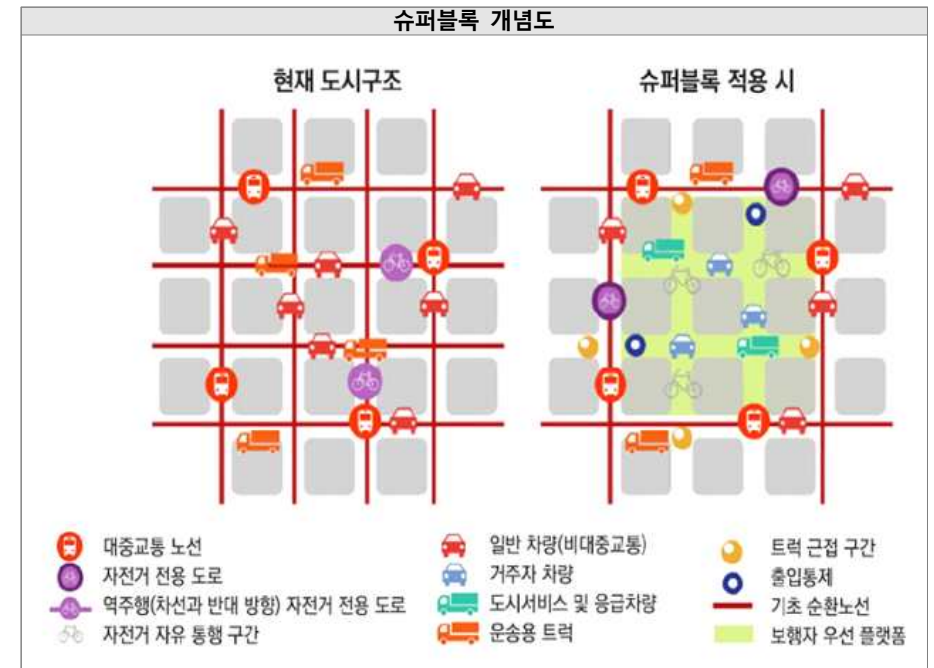 슈퍼블록 개념도
현재 도시구조
슈퍼블록 적용 시
대중교통 노선
자전거 전용 도로
역주행(차선과 반대 방향) 자전거 전용 도로
자전거 자유 통행 구간
일반 차량(비대중교통)
거주자 차량
도시서비스 및 응급차량
운송용 트럭
트럭 근접 구간
출입통제
기초 순환노선
보행자 우선 플랫폼